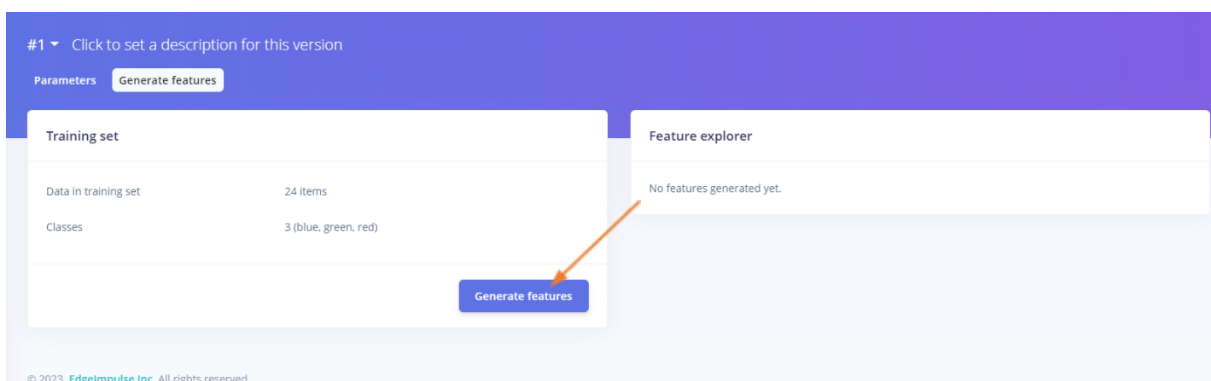 #1 Click to set a description for this version
Parameters Generate features
Training set
Data in training set 24 items
Classes 3 (blue, green, red)
Generate features
Feature explorer
No features generated yet.
© 2023 EdgeImpulse Inc. All rights reserved